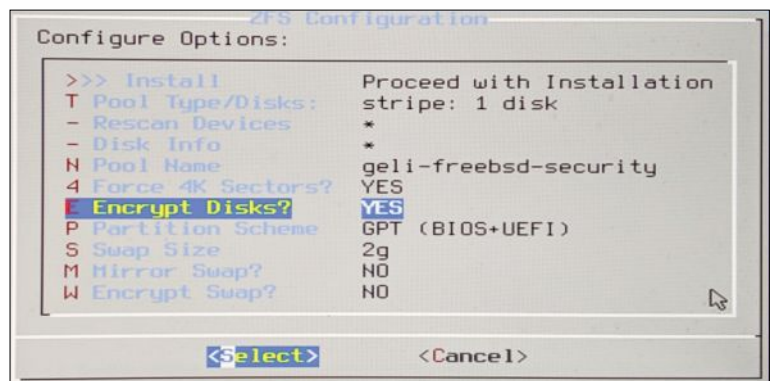 ZFS Configuration
Configure Options:
>>> Install Proceed with Installation
T Pool Type/Disks: stripe: 1 disk
- Rescan Devices *
- Disk Info *
N Pool Name geli-freebsd-security
4 Force 4K Sectors? YES
E Encrypt Disks? YES
P Partition Scheme GPT (BIOS+UEFI)
S Swap Size 2g
M Mirror Swap? NO
W Encrypt Swap? NO
<Select> <Cancel>